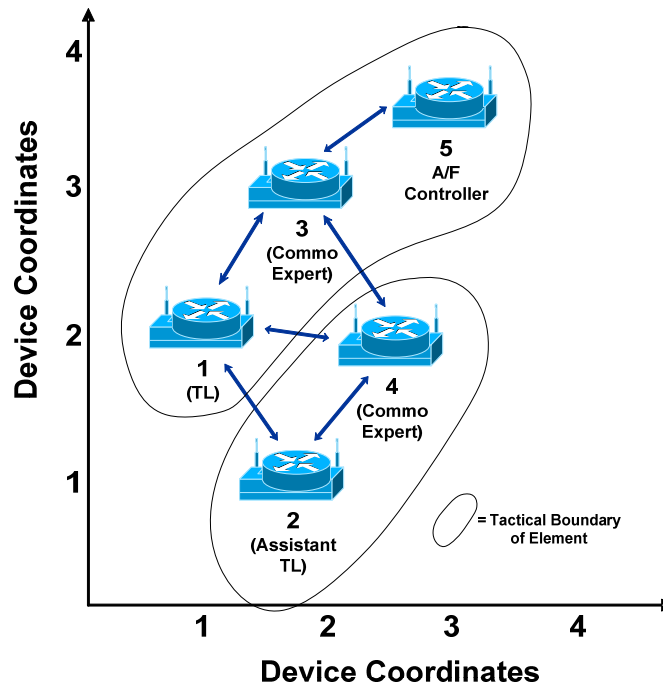 4
3
2
1
Device Coordinates
5
A/F
Controller
3
(Commo
Expert)
1
(TL)
4
(Commo
Expert)
2
(Assistant
TL)
= Tactical Boundary
of Element
1
2
3
4
Device Coordinates